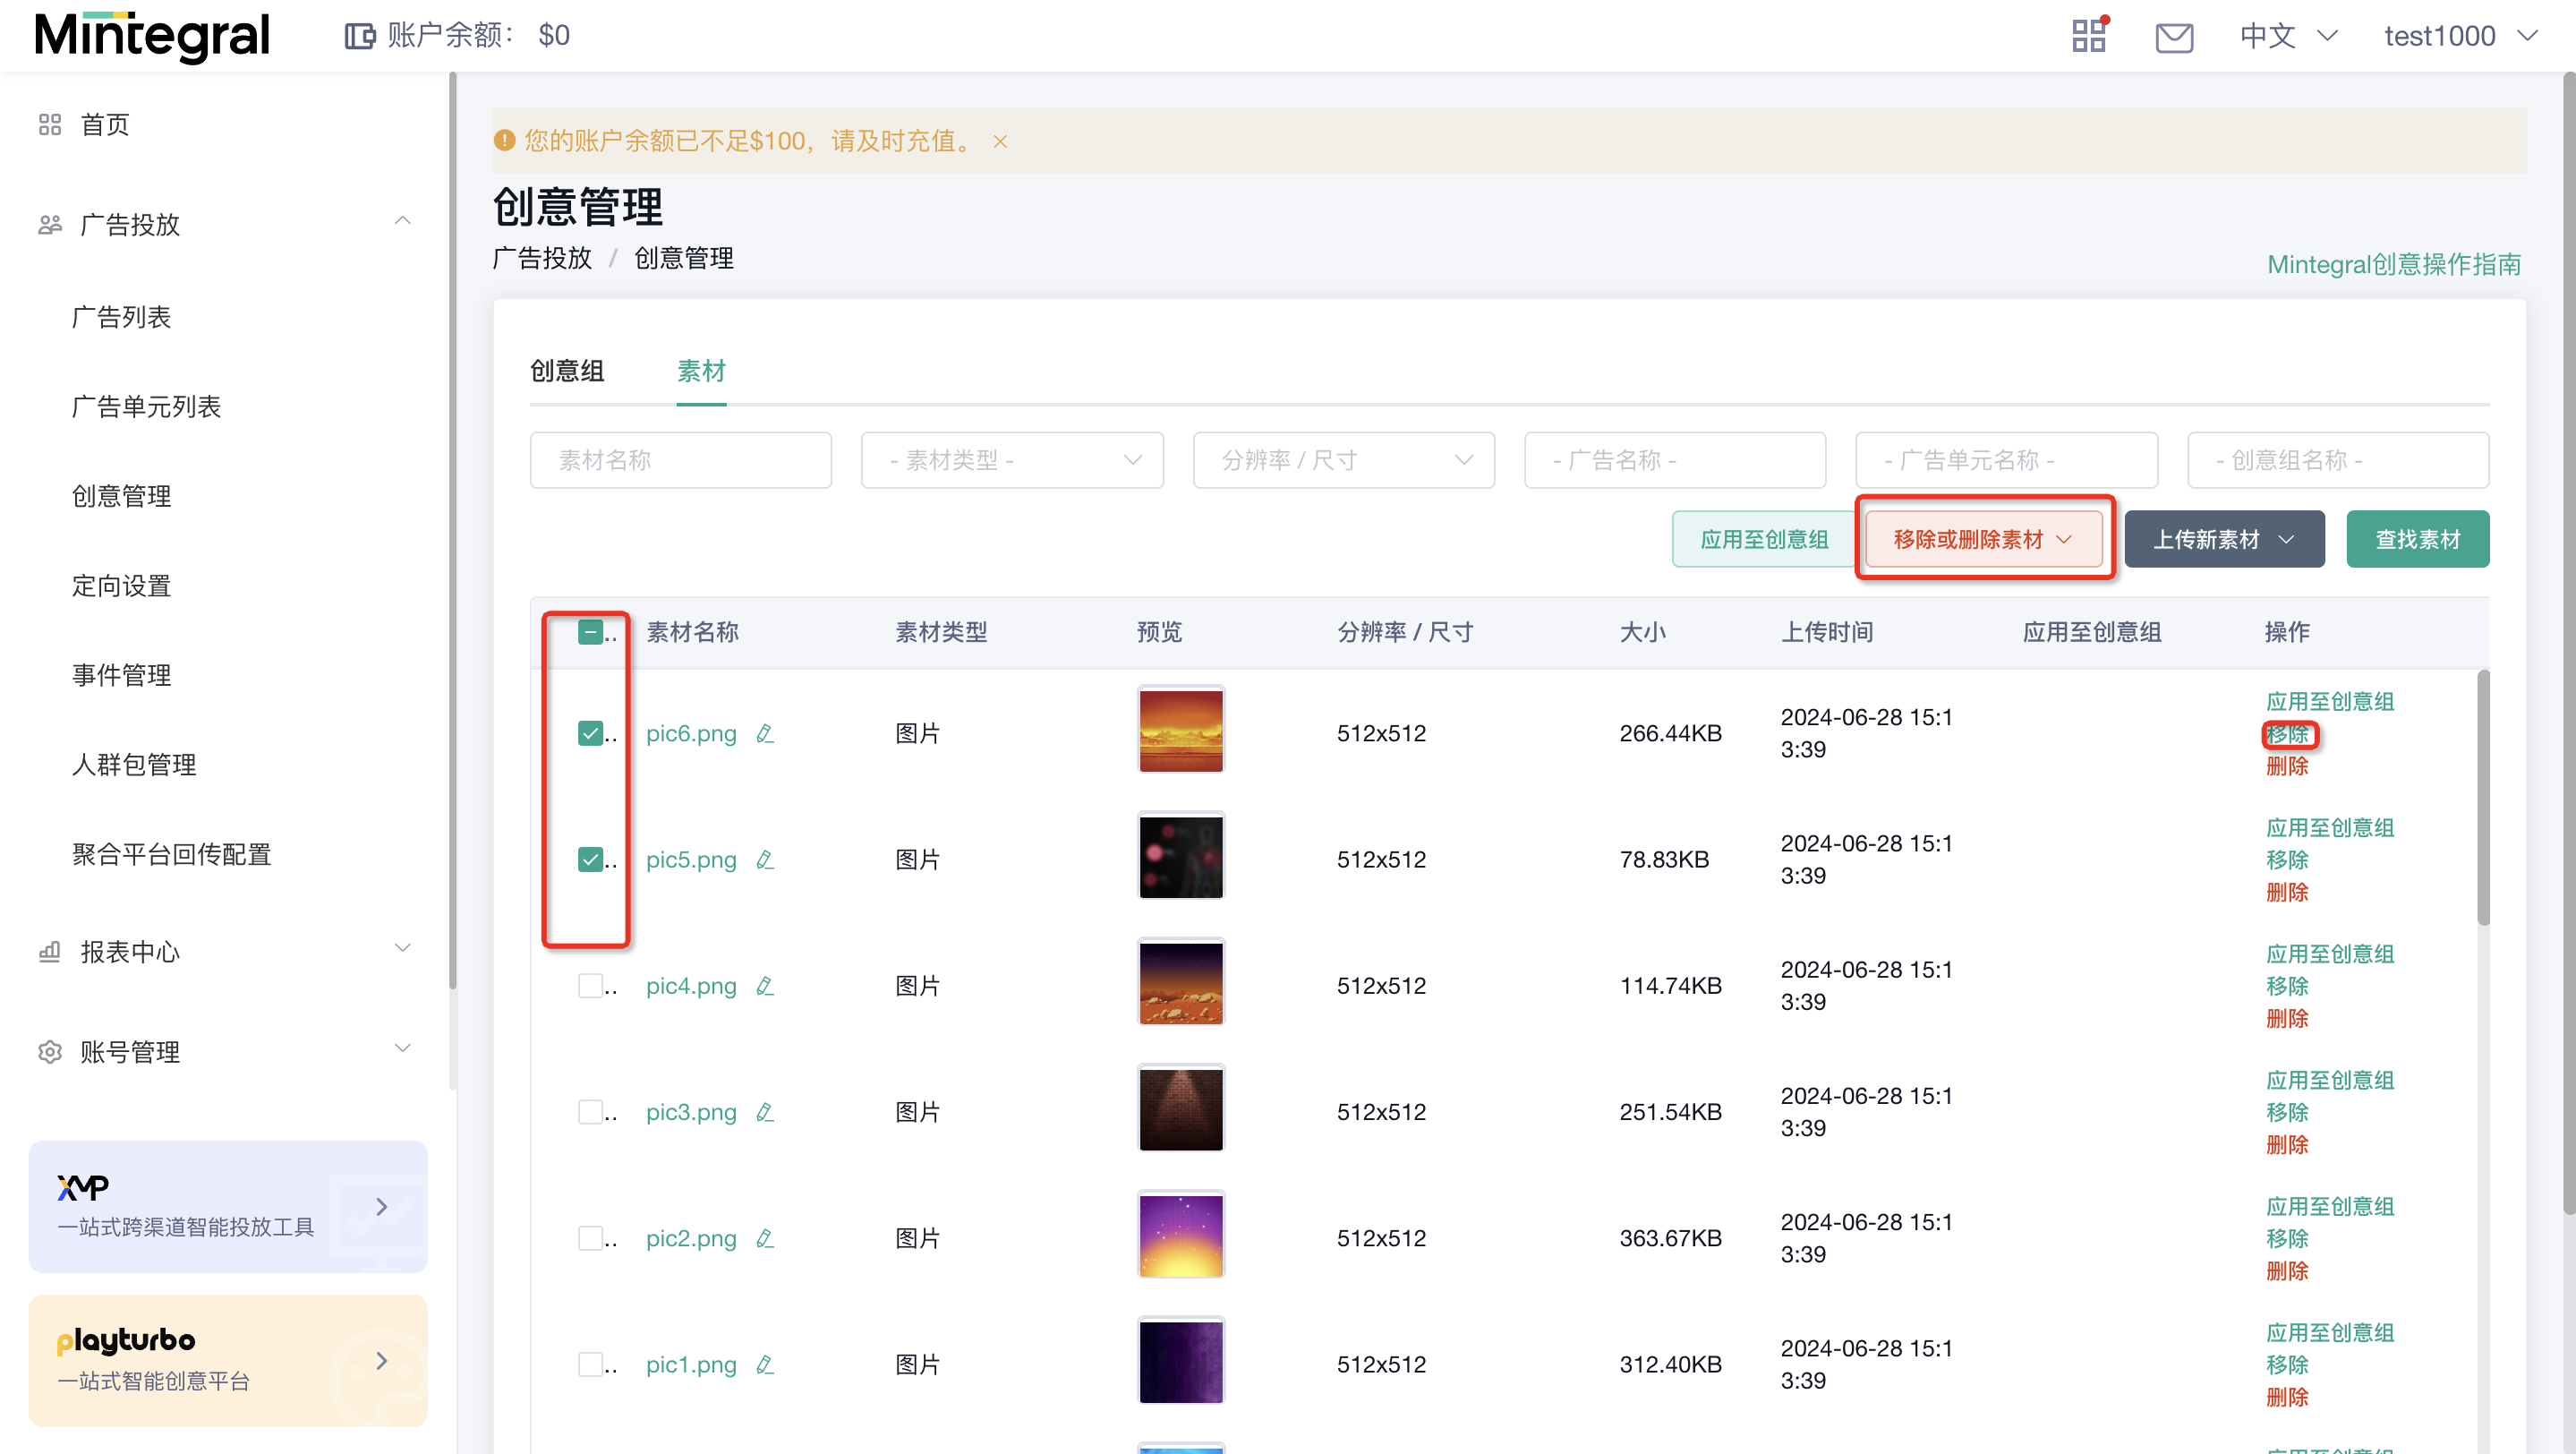 Mintegral
账户余额： $0
中文
test1000
首页
广告投放
广告列表
广告单元列表
创意管理
定向设置
事件管理
人群包管理
聚合平台回传配置
报表中心
账号管理
XMP
一站式跨渠道智能投放工具
playturbo
一站式智能创意平台
您的账户余额已不足$100，请及时充值。
创意管理
广告投放 / 创意管理
Mintegral创意操作指南
创意组 素材
素材名称 - 素材类型 - 分辨率 / 尺寸 - 广告名称 - - 广告单元名称 - - 创意组名称 -
应用至创意组 移除或删除素材 上传新素材 查找素材
.. 素材名称 素材类型 预览 分辨率 / 尺寸 大小 上传时间 应用至创意组 操作
.. pic6.png 图片 512x512 266.44KB 2024-06-28 15:1
3:39
应用至创意组
移除
删除
.. pic5.png 图片 512x512 78.83KB 2024-06-28 15:1
3:39
应用至创意组
移除
删除
.. pic4.png 图片 512x512 114.74KB 2024-06-28 15:1
3:39
应用至创意组
移除
删除
.. pic3.png 图片 512x512 251.54KB 2024-06-28 15:1
3:39
应用至创意组
移除
删除
.. pic2.png 图片 512x512 363.67KB 2024-06-28 15:1
3:39
应用至创意组
移除
删除
.. pic1.png 图片 512x512 312.40KB 2024-06-28 15:1
3:39
应用至创意组
移除
删除